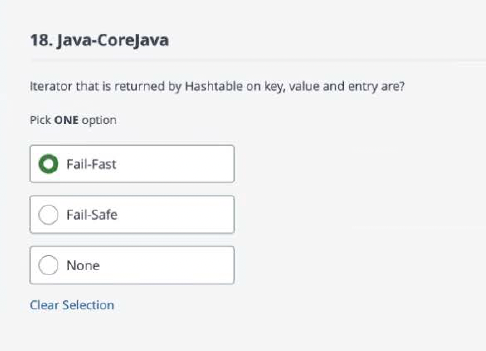 18. Java-CoreJava
Iterator that is returned by Hashtable on key, value and entry are?
Pick ONE option
Fail-Fast
Fail-Safe
None
Clear Selection